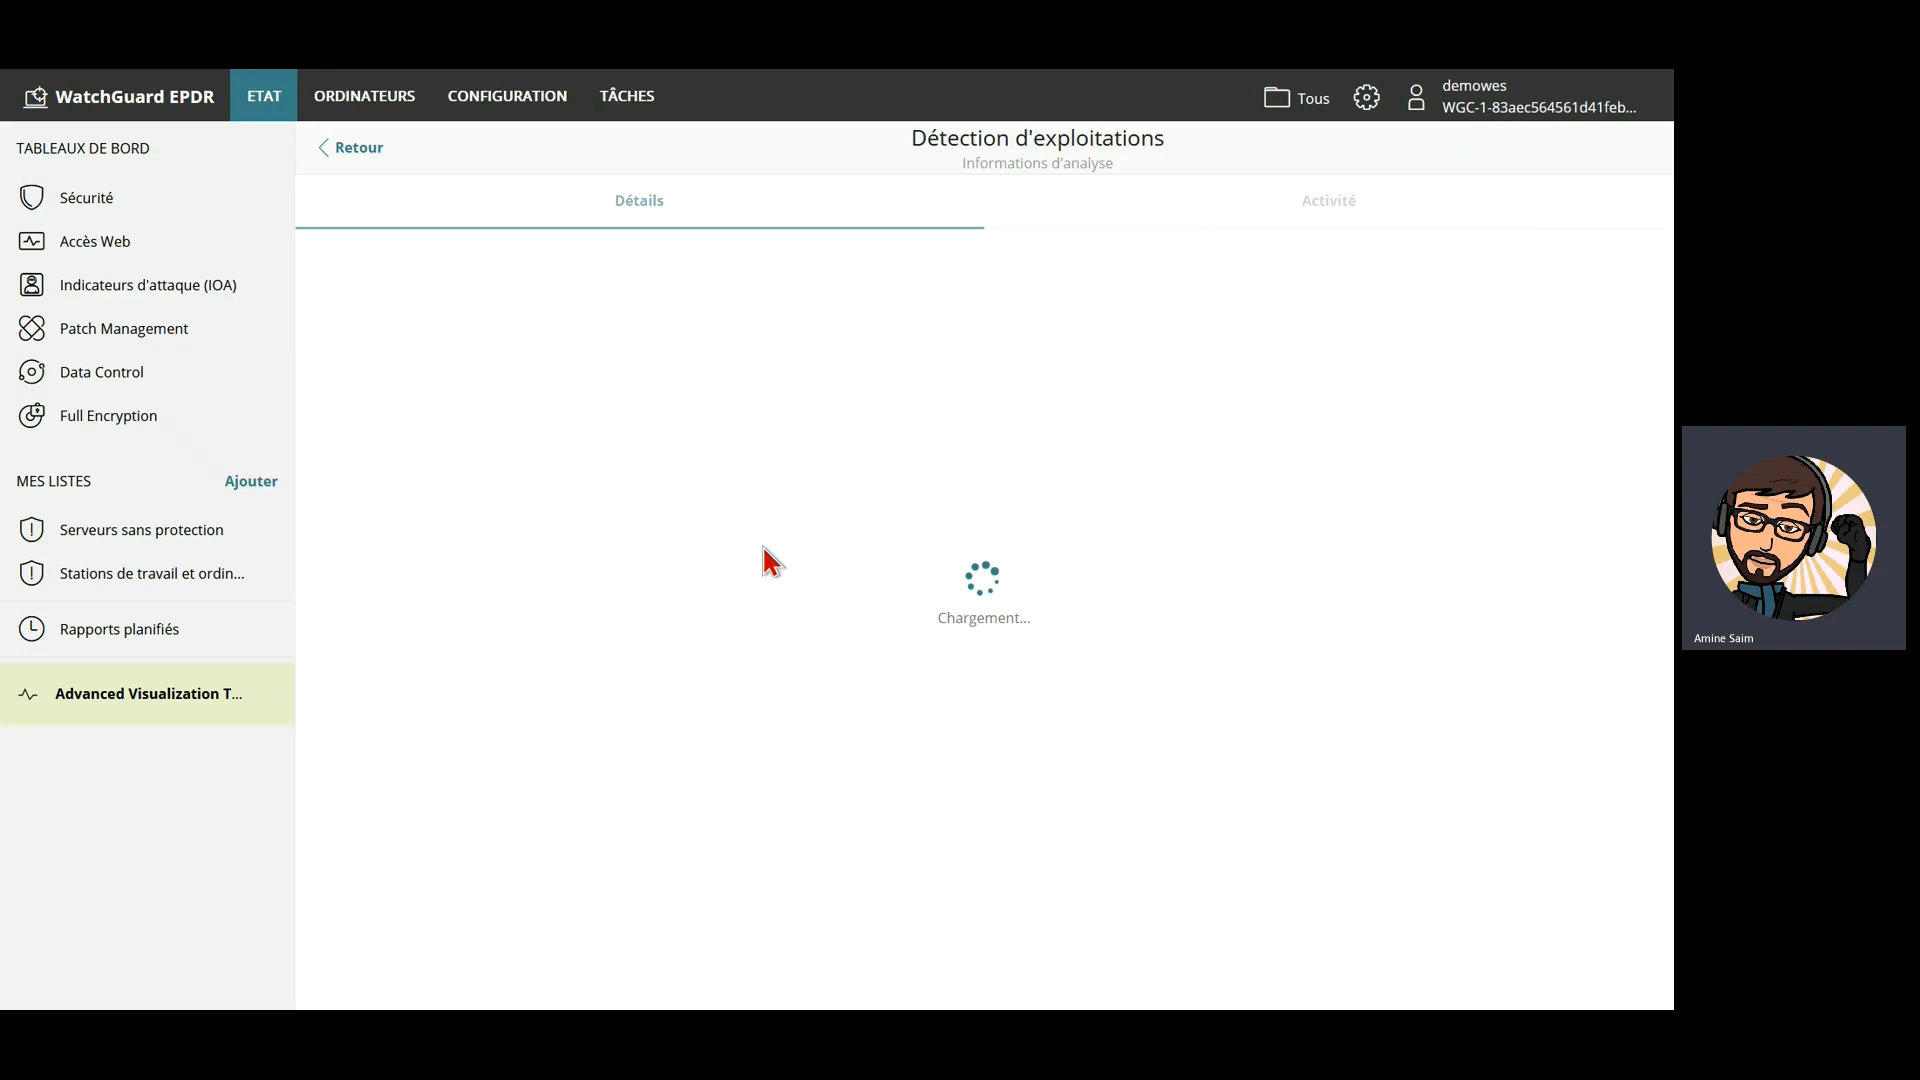 WatchGuard EPDR
ETAT
ORDINATEURS
CONFIGURATION
TÂCHES
Tous
demowes
WGC-1-83aec564561d41feb...
TABLEAUX DE BORD
Sécurité
Accès Web
Indicateurs d'attaque (IOA)
Patch Management
Data Control
Full Encryption
MES LISTES
Ajouter
Serveurs sans protection
Stations de travail et ordin...
Rapports planifiés
Advanced Visualization T...
Retour
Détection d'exploitations
Informations d'analyse
Détails
Activité
Chargement...
Amine Saim